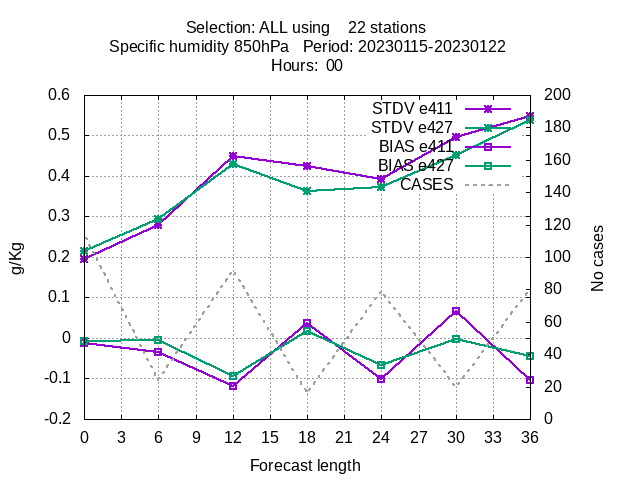 Selection: ALL using    22 stations
Specific humidity 850hPa   Period: 20230115-20230122
Hours:  00
STDV e411
STDV e427
BIAS e411
BIAS e427
CASES
g/Kg
0.6
0.5
0.4
0.3
0.2
0.1
0
-0.1
-0.2
200
180
160
140
120
100
80
60
40
20
0
No cases
0 3 6 9 12 15 18 21 24 27 30 33 36
Forecast length